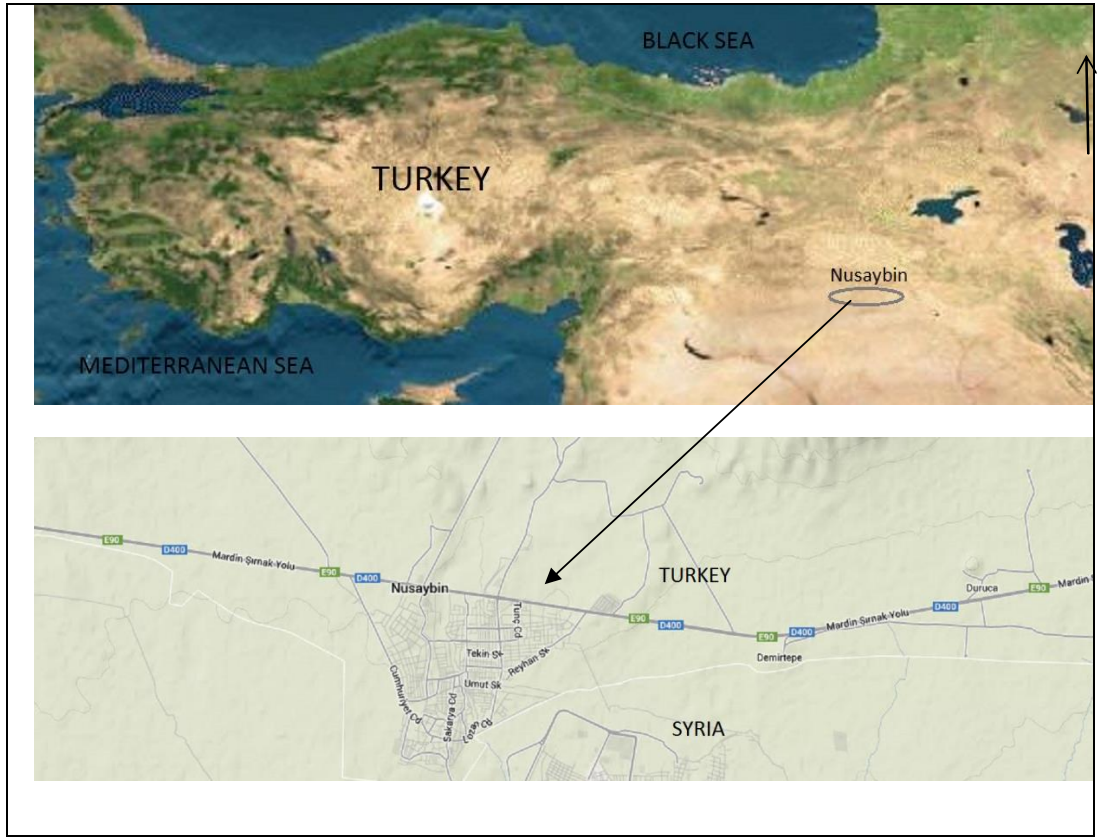 BLACK SEA
TURKEY
Nusaybin
MEDITERRANEAN SEA
E90
D400
Mardin Şırnak Yolu
E90
D400
Nusaybin
TURKEY
Duruca
E90
Mardin
D400
Tunç Cd
E90
D400
Mardin Şırnak Yolu
E90
D400
Tekin Sk
Reyhan Sk
Demirtepe
Cumhuriyet Cd
Umut Sk
Sakarya Cd
SYRIA